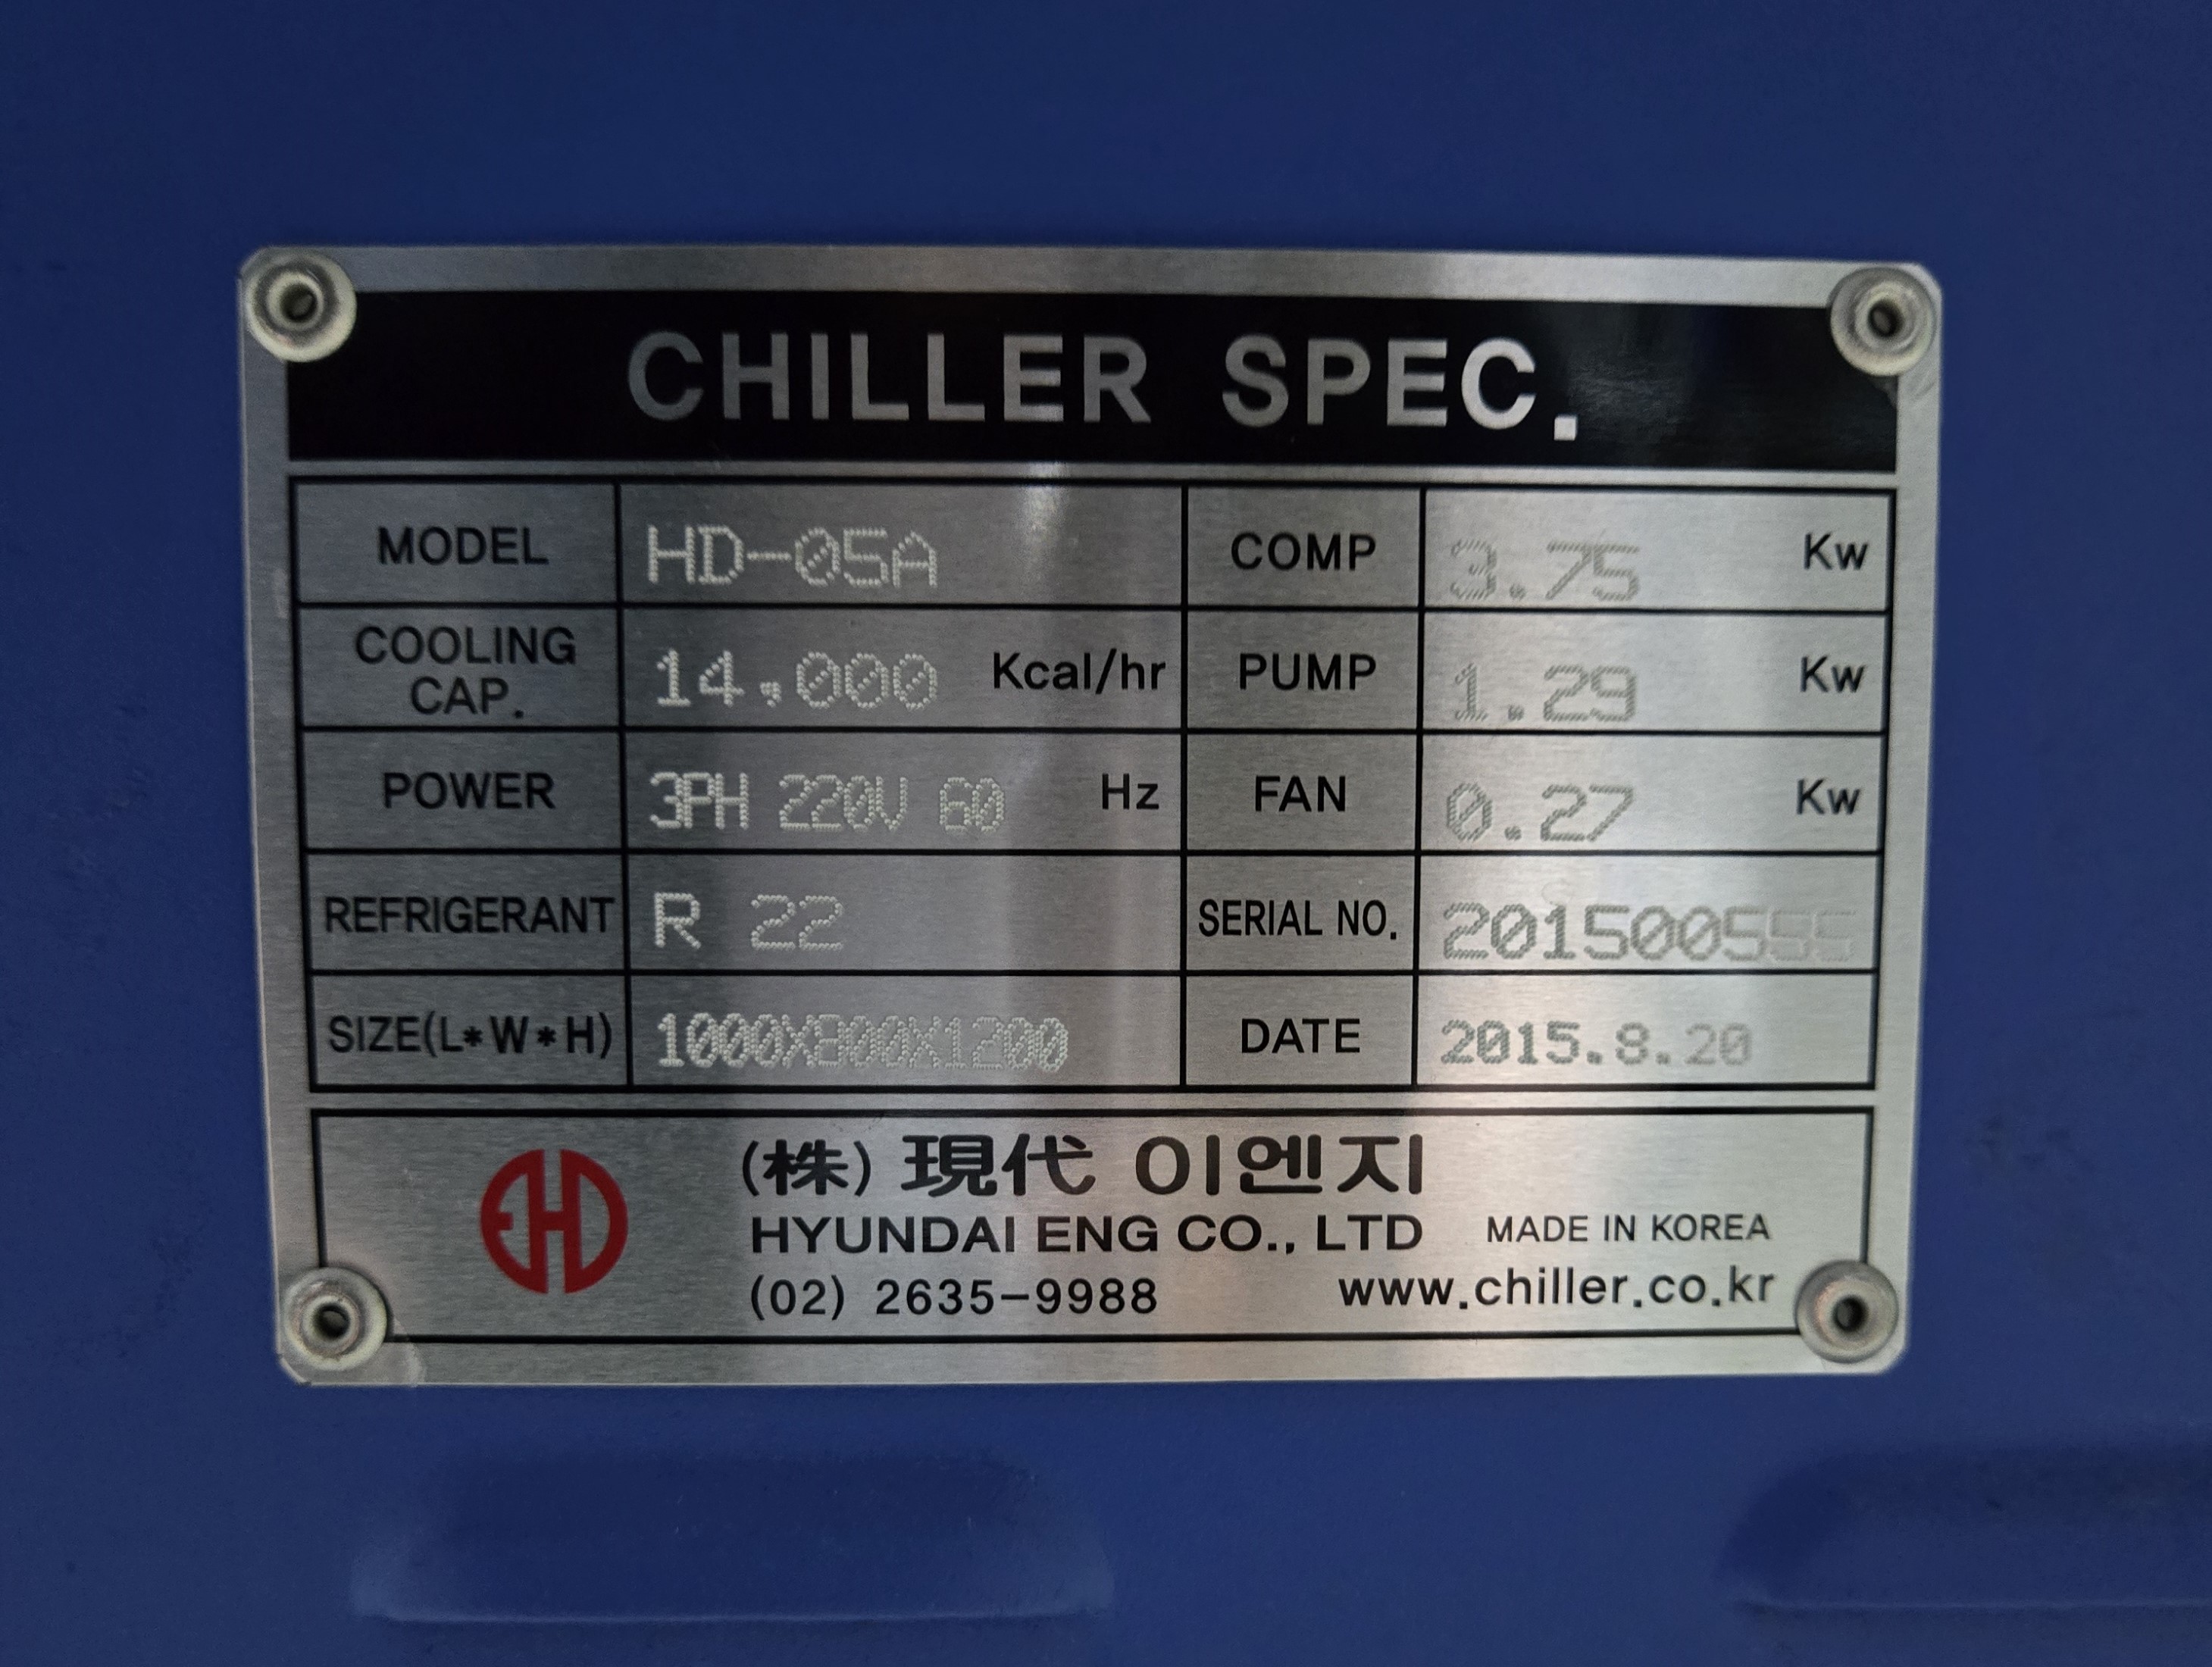 CHILLER SPEC.
MODEL HD-05A COMP 3.75 Kw
COOLING CAP. 14,000 Kcal/hr PUMP 1.29 Kw
POWER 3PH 220V 60 Hz FAN 0.27 Kw
REFRIGERANT R 22 SERIAL NO. 201500555
SIZE(L*W*H) 1000X800X1200 DATE 2015.8.20
EHD
(株) 現代 이엔지
HYUNDAI ENG CO., LTD MADE IN KOREA
(02) 2635-9988 www.chiller.co.kr